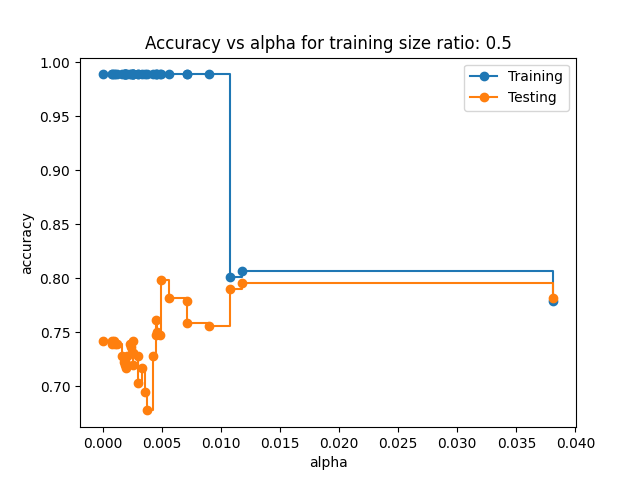 Accuracy vs alpha for training size ratio: 0.5
1.00
0.95
0.90
0.85
0.80
0.75
0.70
accuracy
Training
Testing
0.000 0.005 0.010 0.015 0.020 0.025 0.030 0.035 0.040
alpha